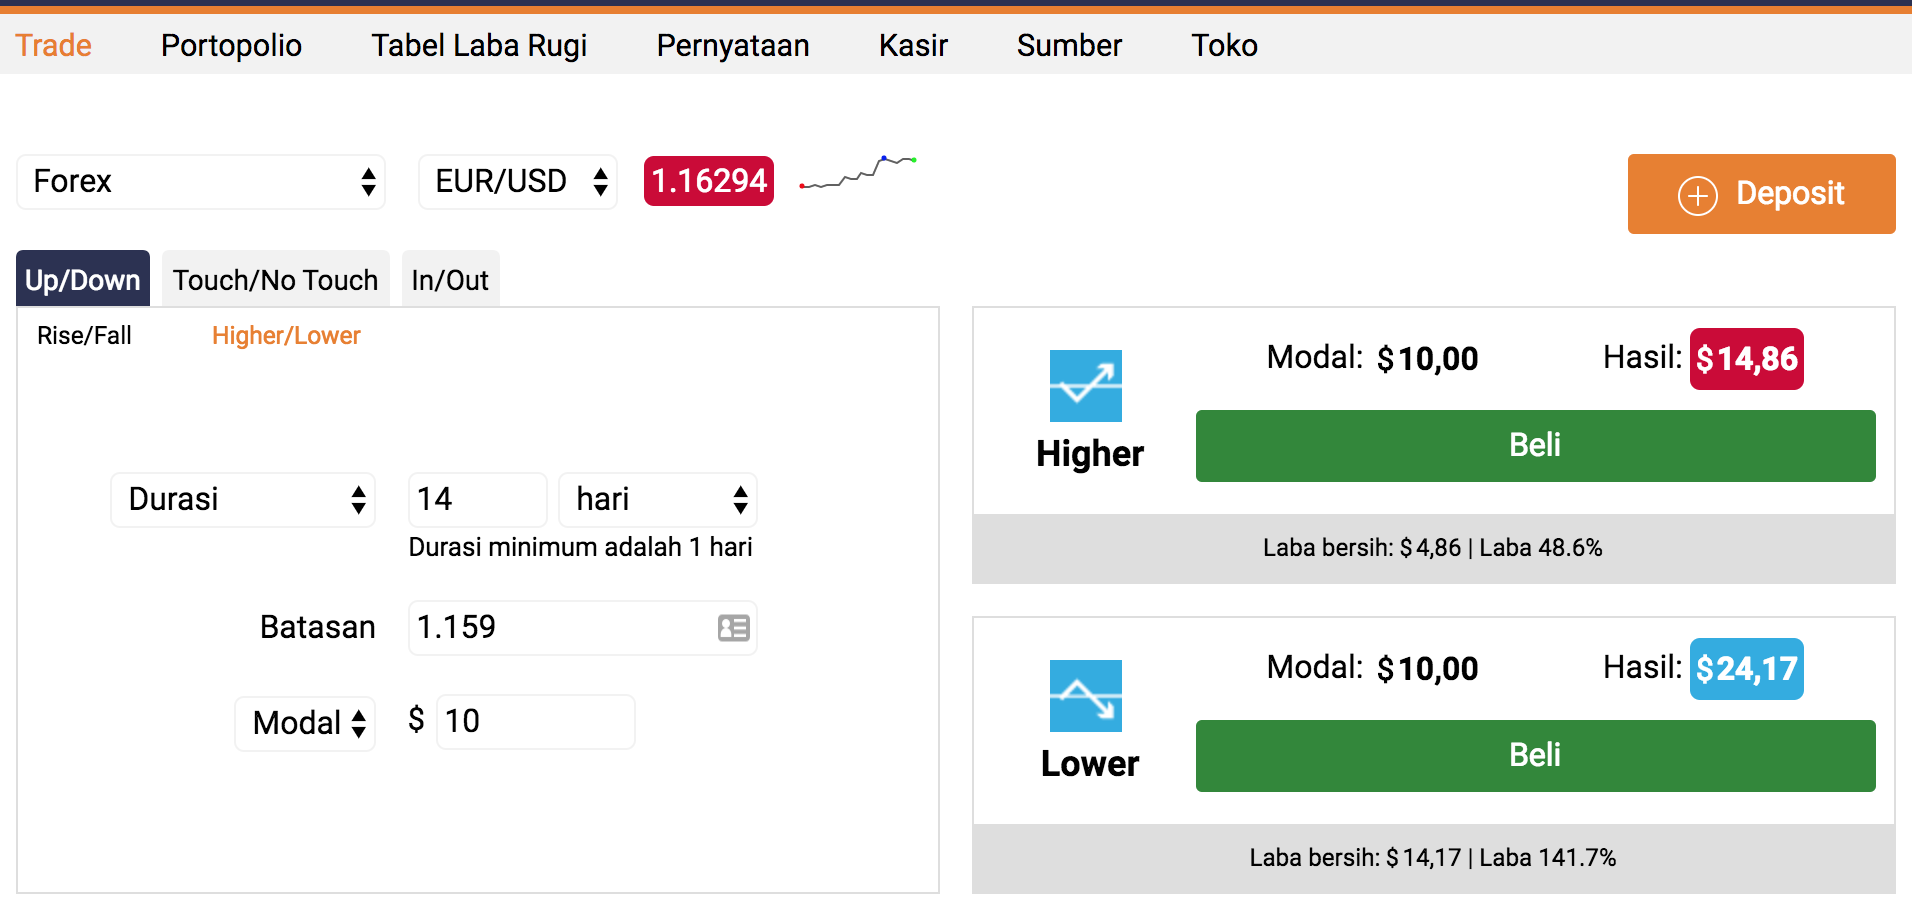 Trade Portopolio Tabel Laba Rugi Pernyataan Kasir Sumber Toko
Forex EUR/USD 1.16294
Deposit
Up/Down Touch/No Touch In/Out
Rise/Fall Higher/Lower
Durasi 14 hari
Durasi minimum adalah 1 hari
Batasan 1.159
Modal $ 10
Modal: $10,00 Hasil: $14,86
Higher
Beli
Laba bersih: $4,86 | Laba 48.6%
Modal: $10,00 Hasil: $24,17
Lower
Beli
Laba bersih: $14,17 | Laba 141.7%